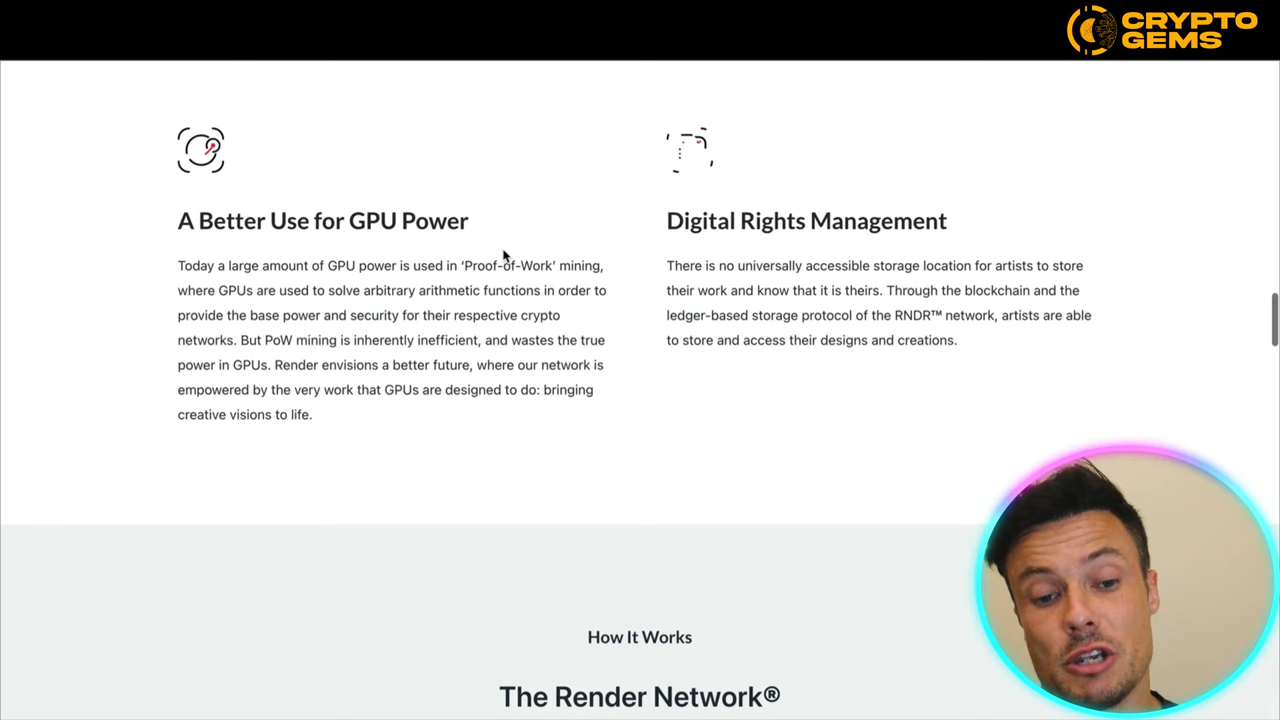 CRYPTO
GEMS
A Better Use for GPU Power
Today a large amount of GPU power is used in ‘Proof-of-Work’ mining,
where GPUs are used to solve arbitrary arithmetic functions in order to
provide the base power and security for their respective crypto
networks. But PoW mining is inherently inefficient, and wastes the true
power in GPUs. Render envisions a better future, where our network is
empowered by the very work that GPUs are designed to do: bringing
creative visions to life.
Digital Rights Management
There is no universally accessible storage location for artists to store
their work and know that it is theirs. Through the blockchain and the
ledger-based storage protocol of the RNDR™ network, artists are able
to store and access their designs and creations.
How It Works
The Render Network®